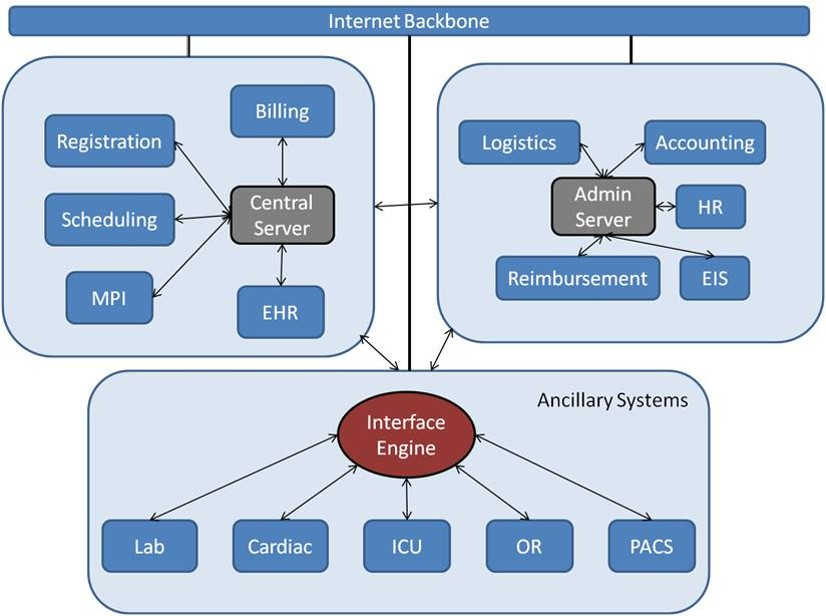 Internet Backbone
Billing
Registration
Central
Server
Scheduling
MPI
EHR
Logistics
Accounting
Admin
Server
HR
Reimbursement
EIS
Ancillary Systems
Interface
Engine
Lab
Cardiac
ICU
OR
PACS